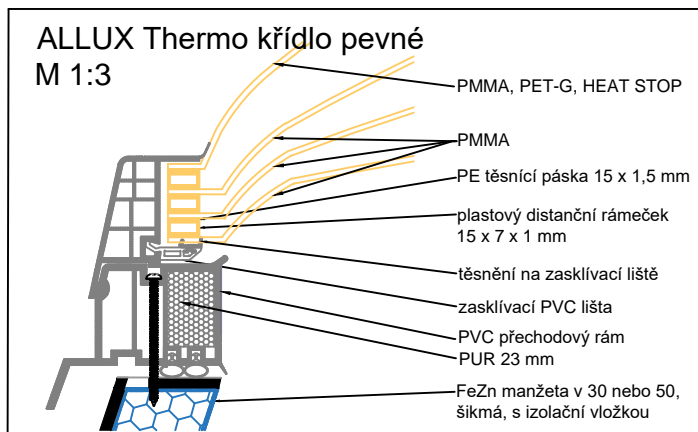 ALLUX Thermo křídlo pevné
M 1:3
PMMA, PET-G, HEAT STOP
PMMA
PE těsnící páska 15 x 1,5 mm
plastový distanční rámeček
15 x 7 x 1 mm
těsnění na zasklívací liště
zasklívací PVC lišta
PVC přechodový rám
PUR 23 mm
FeZn manžeta v 30 nebo 50,
šikmá, s izolační vložkou